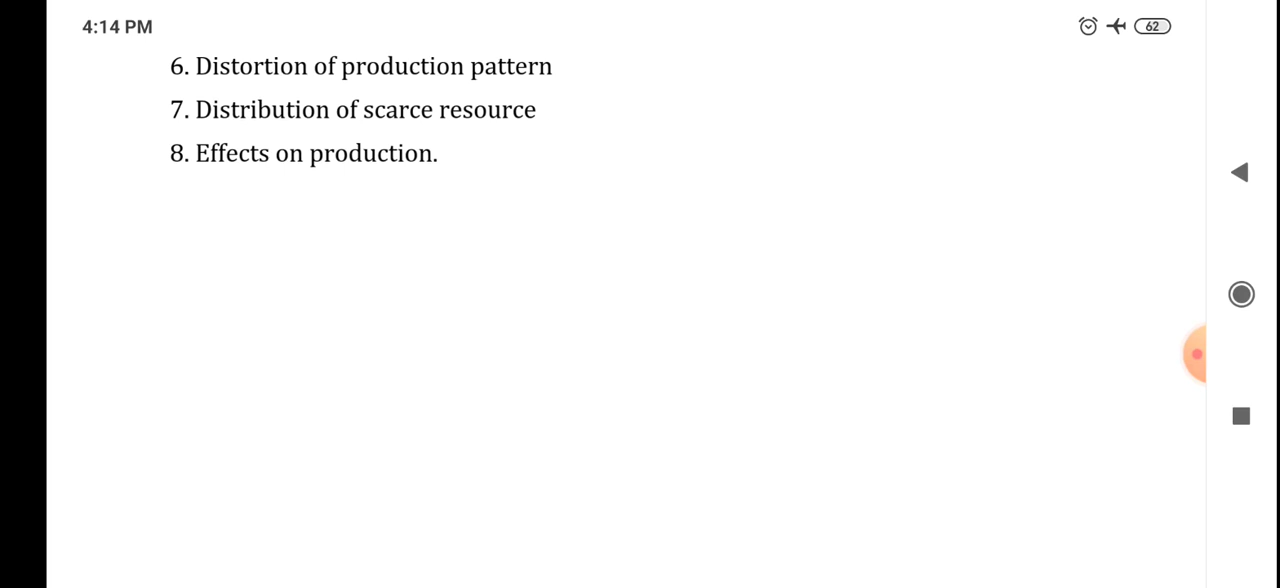 4:14 PM
62
6. Distortion of production pattern
7. Distribution of scarce resource
8. Effects on production.